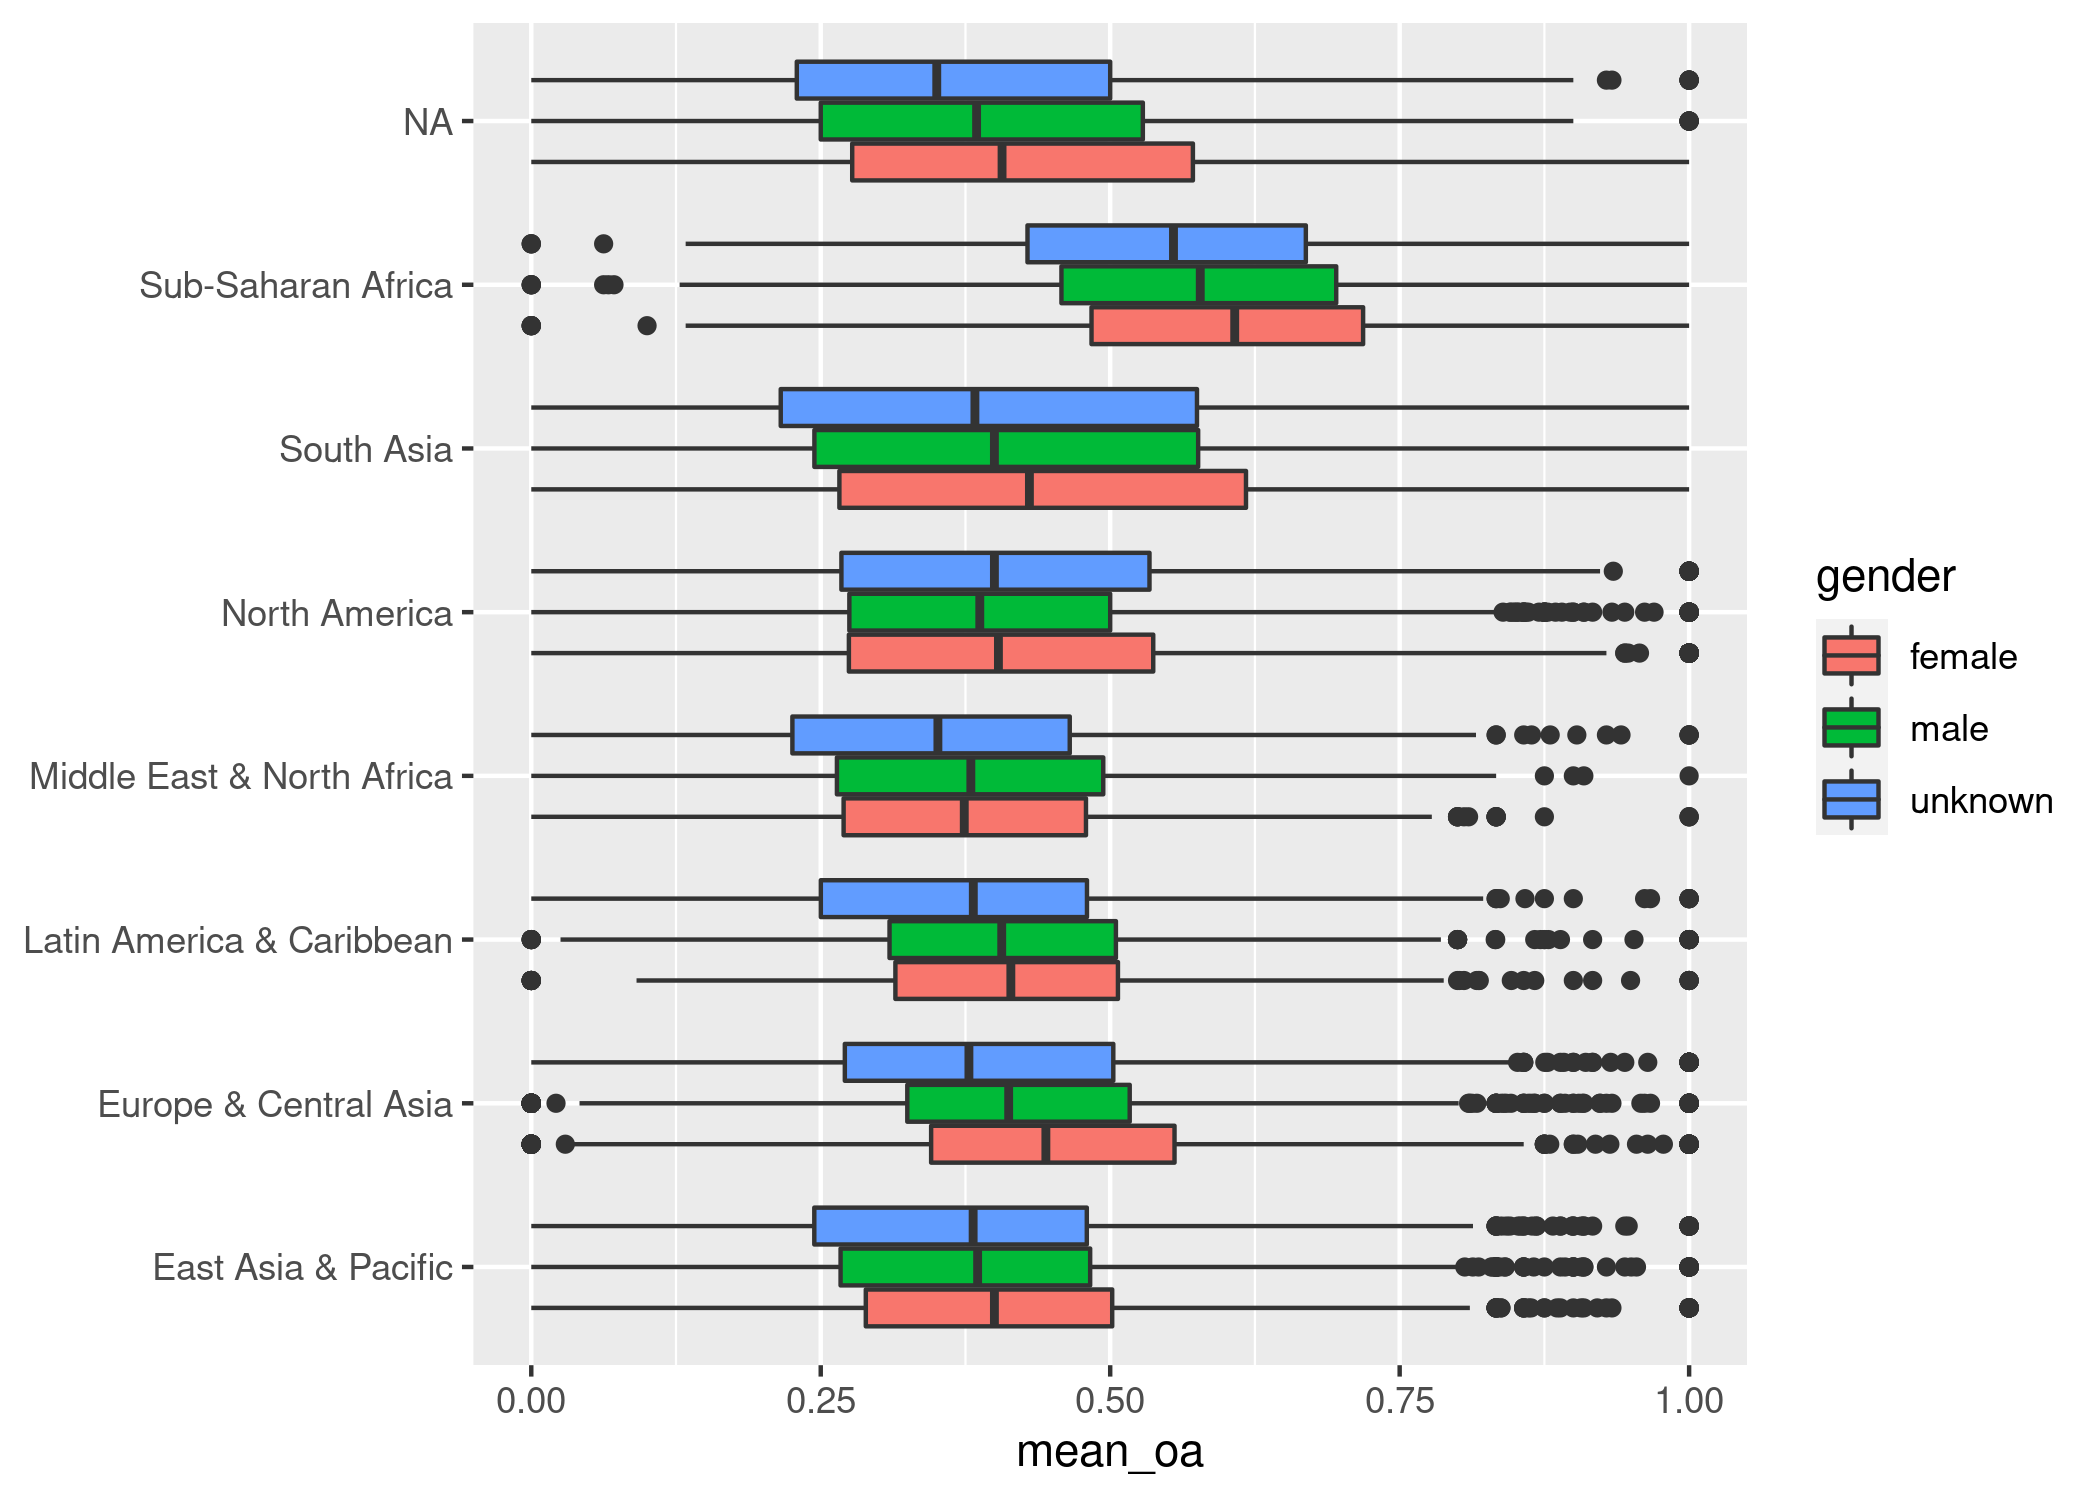 NA
Sub-Saharan Africa
South Asia
North America
Middle East & North Africa
Latin America & Caribbean
Europe & Central Asia
East Asia & Pacific
0.00 0.25 0.50 0.75 1.00
mean_oa
gender
female
male
unknown